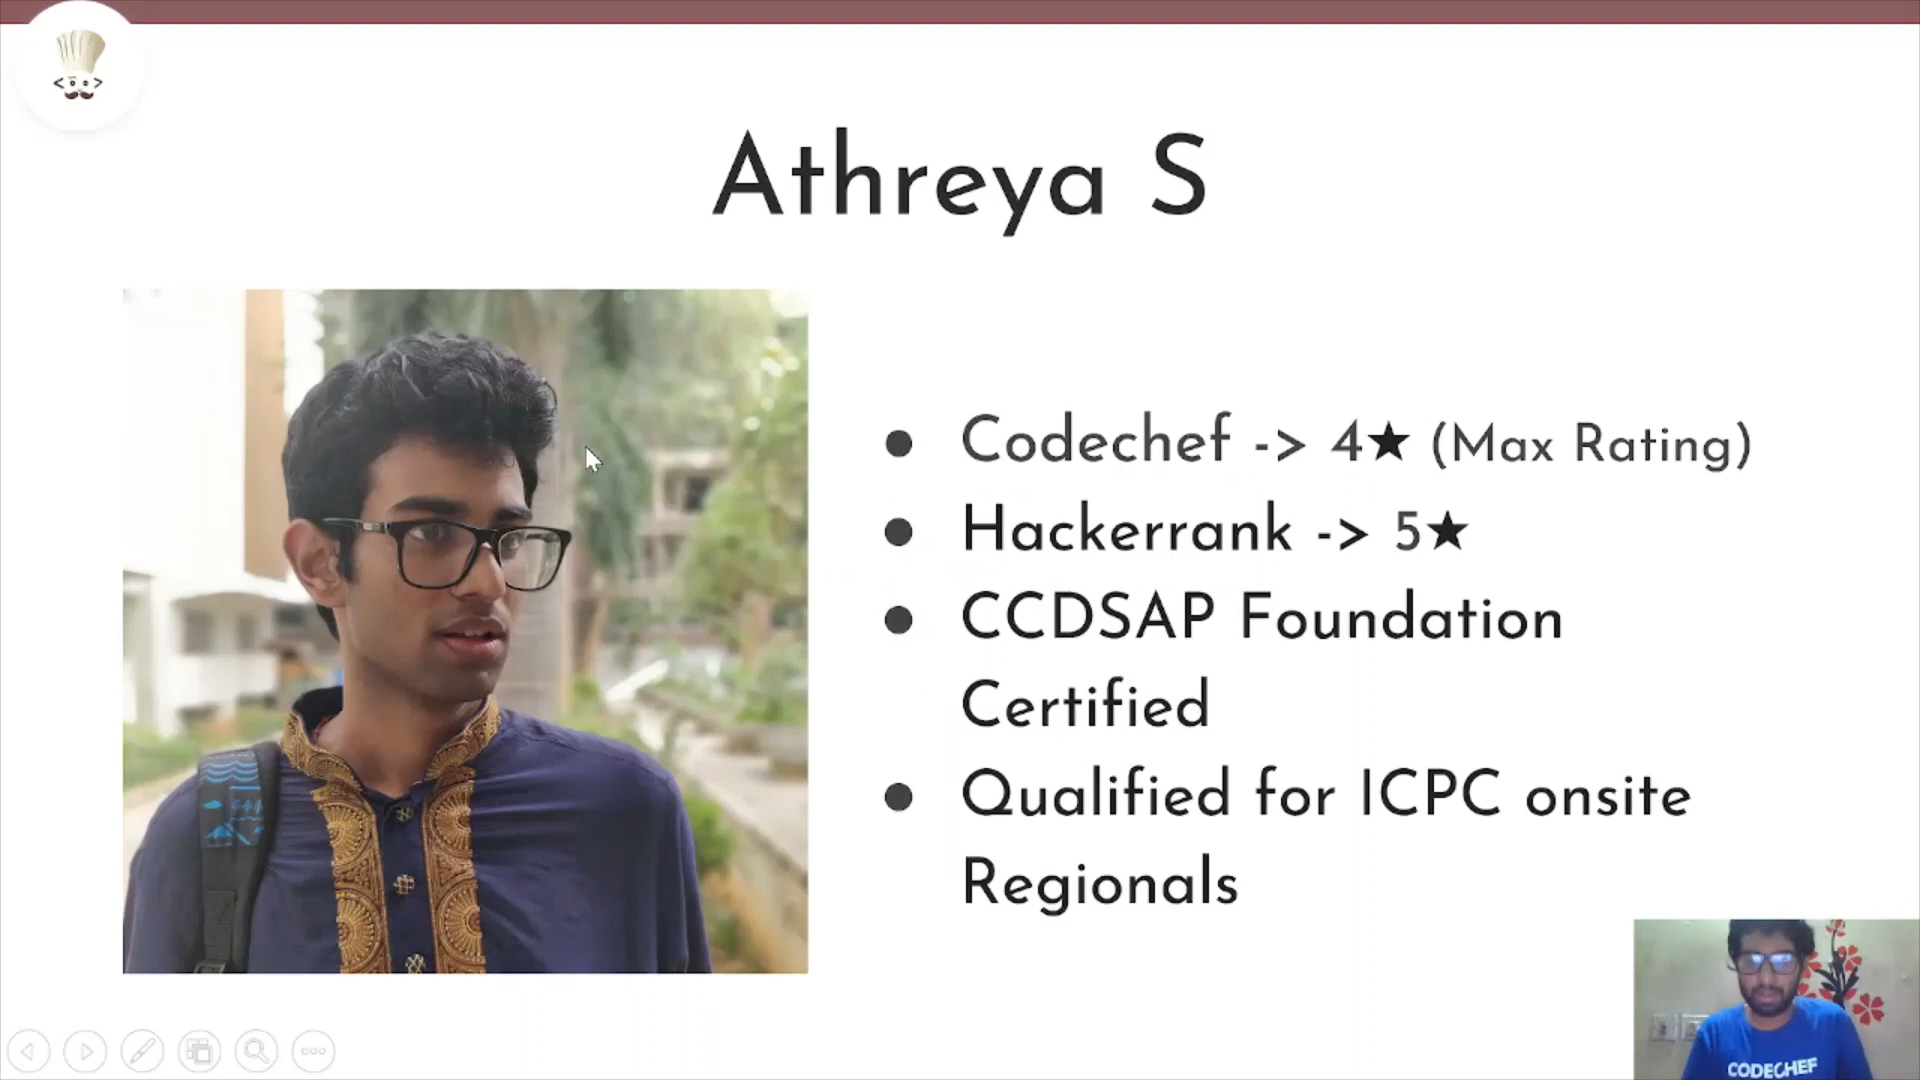 Athreya S
Codechef -> 4★ (Max Rating)
Hackerrank -> 5★
CCDSAP Foundation
Certified
Qualified for ICPC onsite
Regionals
CODECHEF